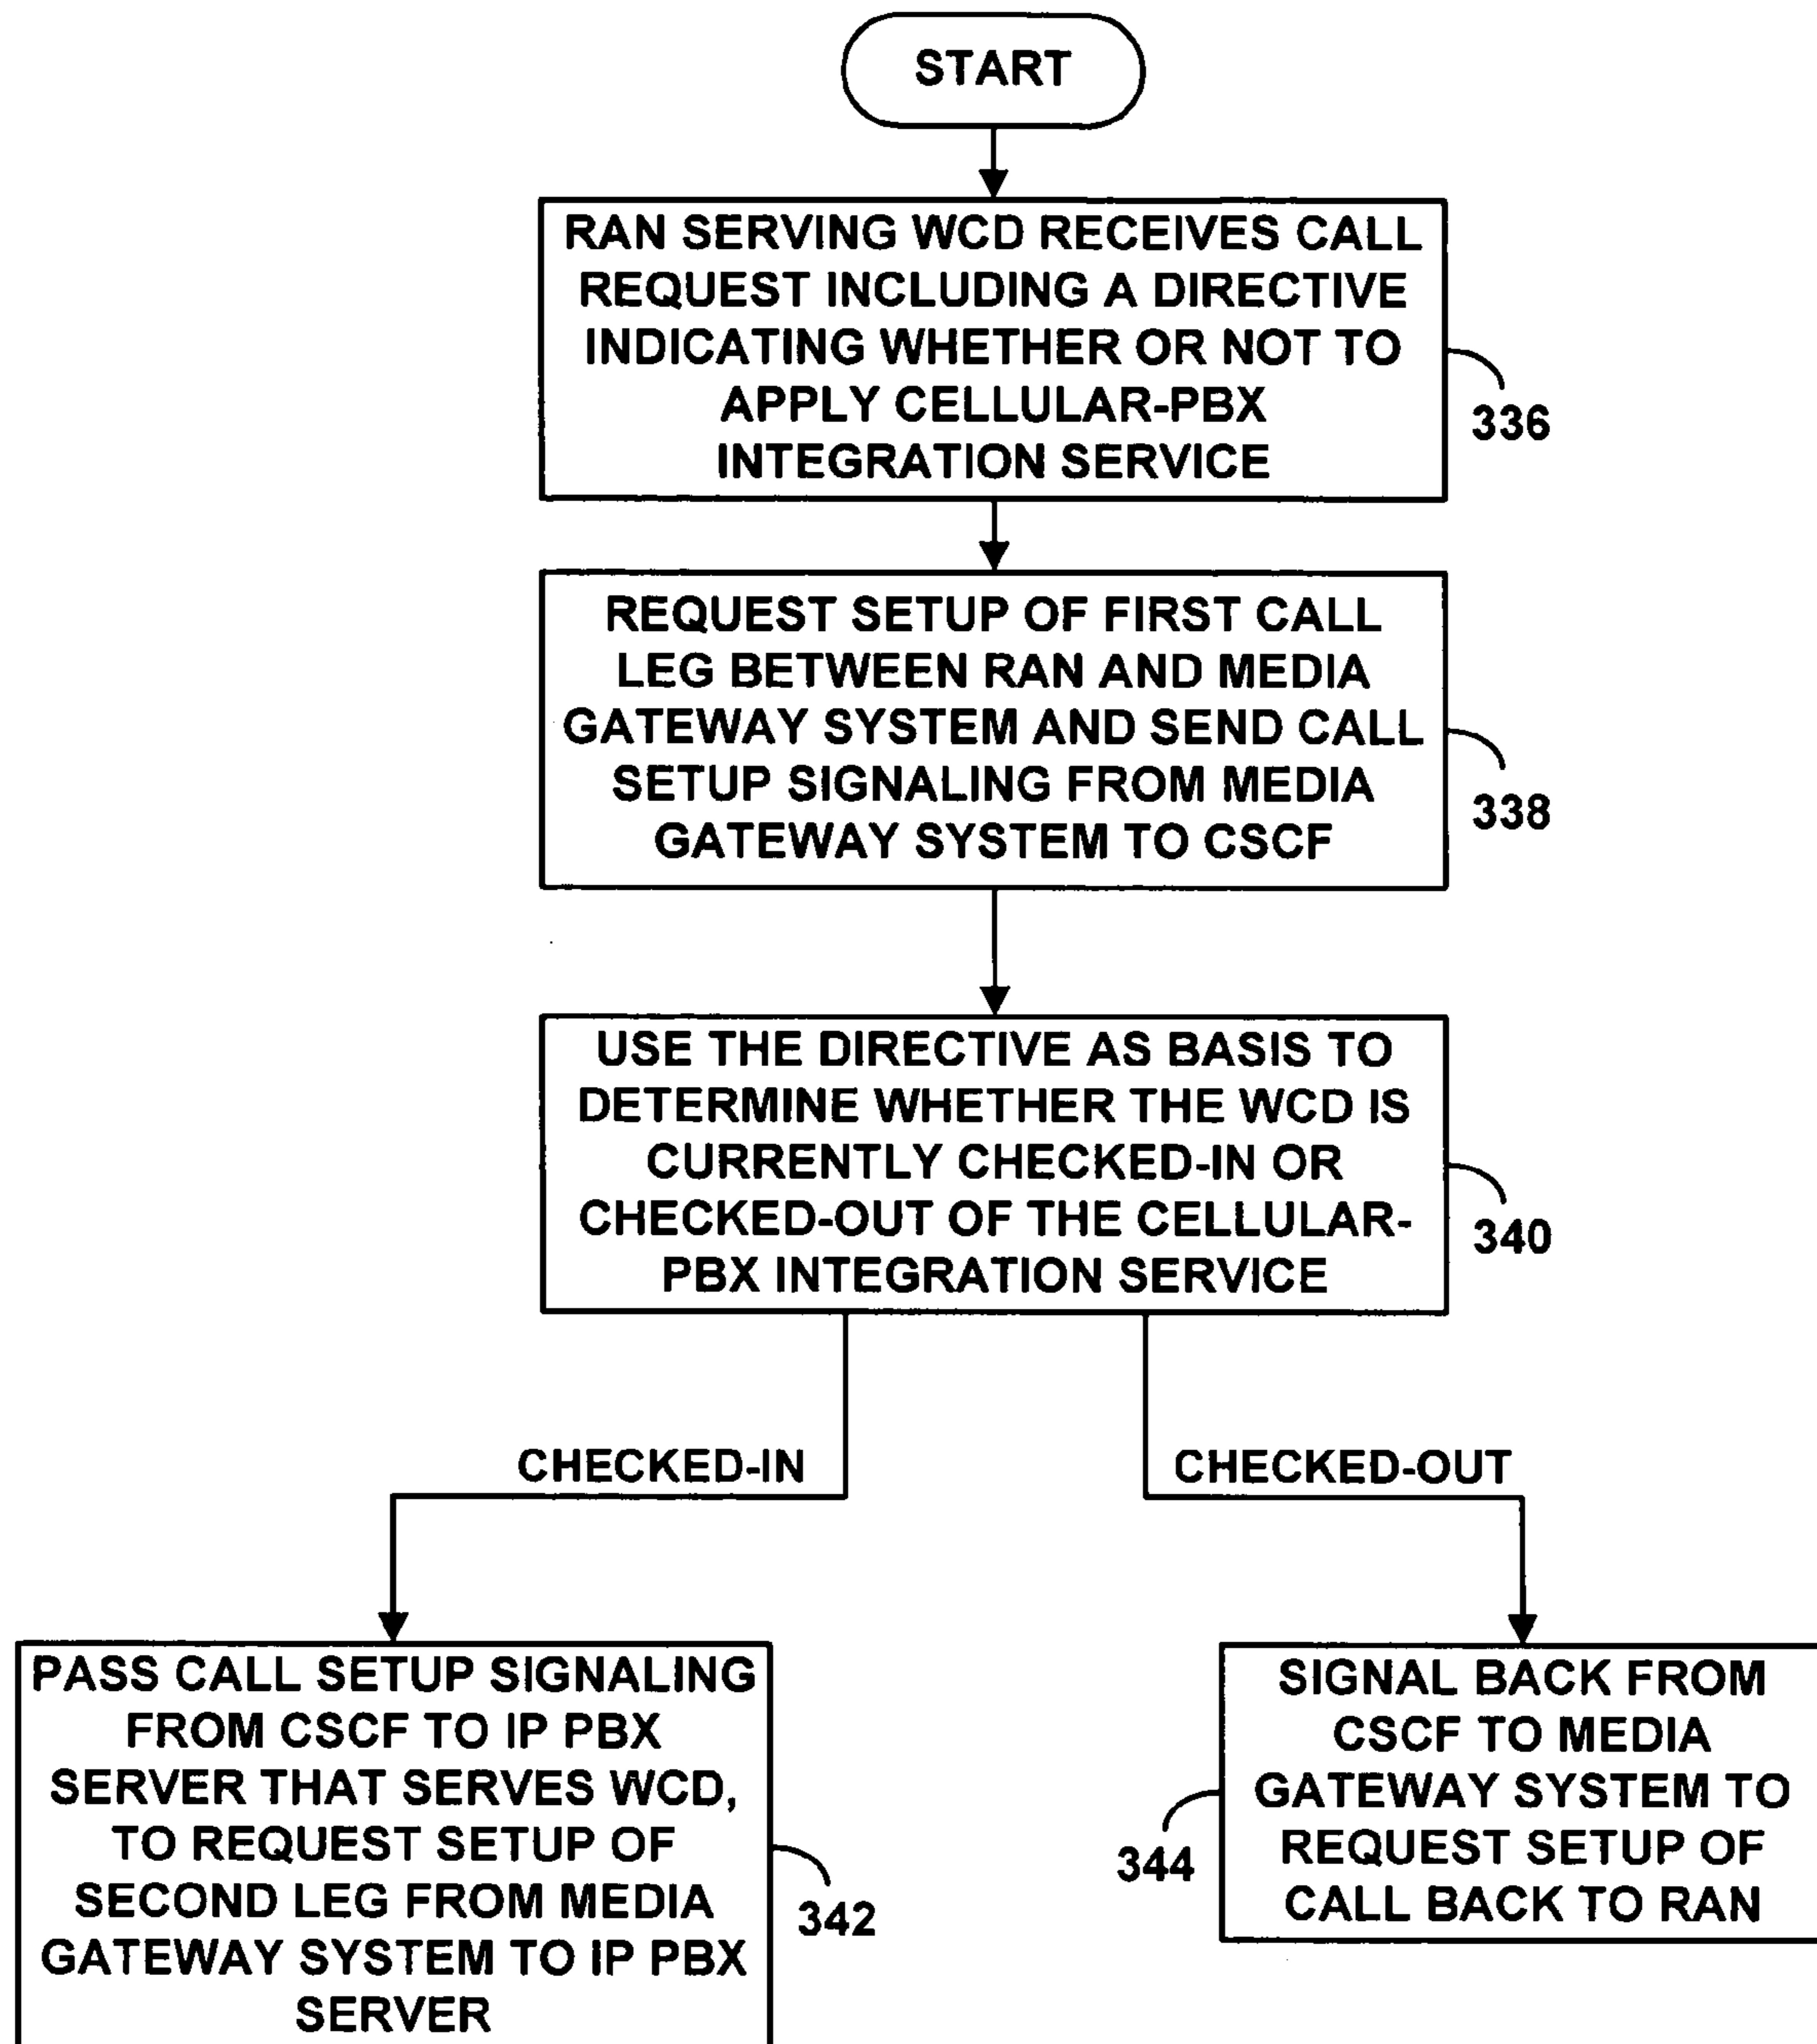 START
RAN SERVING WCD RECEIVES CALL
REQUEST INCLUDING A DIRECTIVE
INDICATING WHETHER OR NOT TO
APPLY CELLULAR-PBX
INTEGRATION SERVICE
336
REQUEST SETUP OF FIRST CALL
LEG BETWEEN RAN AND MEDIA
GATEWAY SYSTEM AND SEND CALL
SETUP SIGNALING FROM MEDIA
GATEWAY SYSTEM TO CSCF
338
USE THE DIRECTIVE AS BASIS TO
DETERMINE WHETHER THE WCD IS
CURRENTLY CHECKED-IN OR
CHECKED-OUT OF THE CELLULAR-
PBX INTEGRATION SERVICE
340
CHECKED-IN
CHECKED-OUT
PASS CALL SETUP SIGNALING
FROM CSCF TO IP PBX
SERVER THAT SERVES WCD,
TO REQUEST SETUP OF
SECOND LEG FROM MEDIA
GATEWAY SYSTEM TO IP PBX
SERVER
342
SIGNAL BACK FROM
CSCF TO MEDIA
GATEWAY SYSTEM TO
REQUEST SETUP OF
CALL BACK TO RAN
344